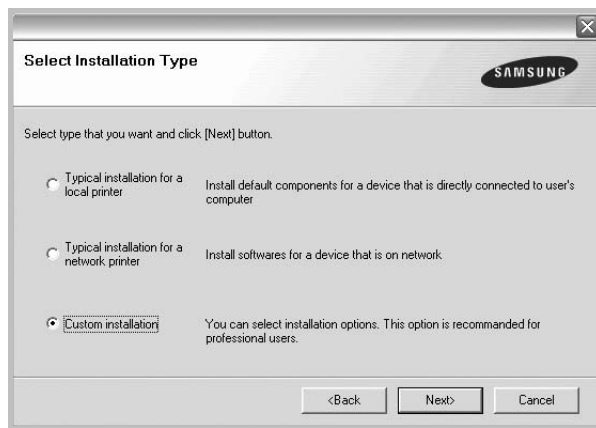 Select Installation Type
SAMSUNG
Select type that you want and click [Next] button.
Typical installation for a
local printer
Install default components for a device that is directly connected to user's
computer
Typical installation for a
network printer
Install softwares for a device that is on network
Custom installation
You can select installation options. This option is recommanded for
professional users.
<Back
Next>
Cancel